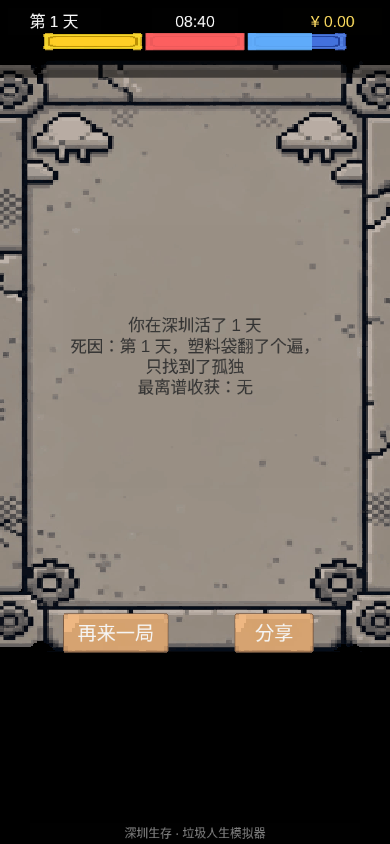 第 1 天
08:40
¥ 0.00
你在深圳活了 1 天
死因：第 1 天，塑料袋翻了个遍，
只找到了孤独
最离谱收获：无
再来一局
分享
深圳生存 · 垃圾人生模拟器